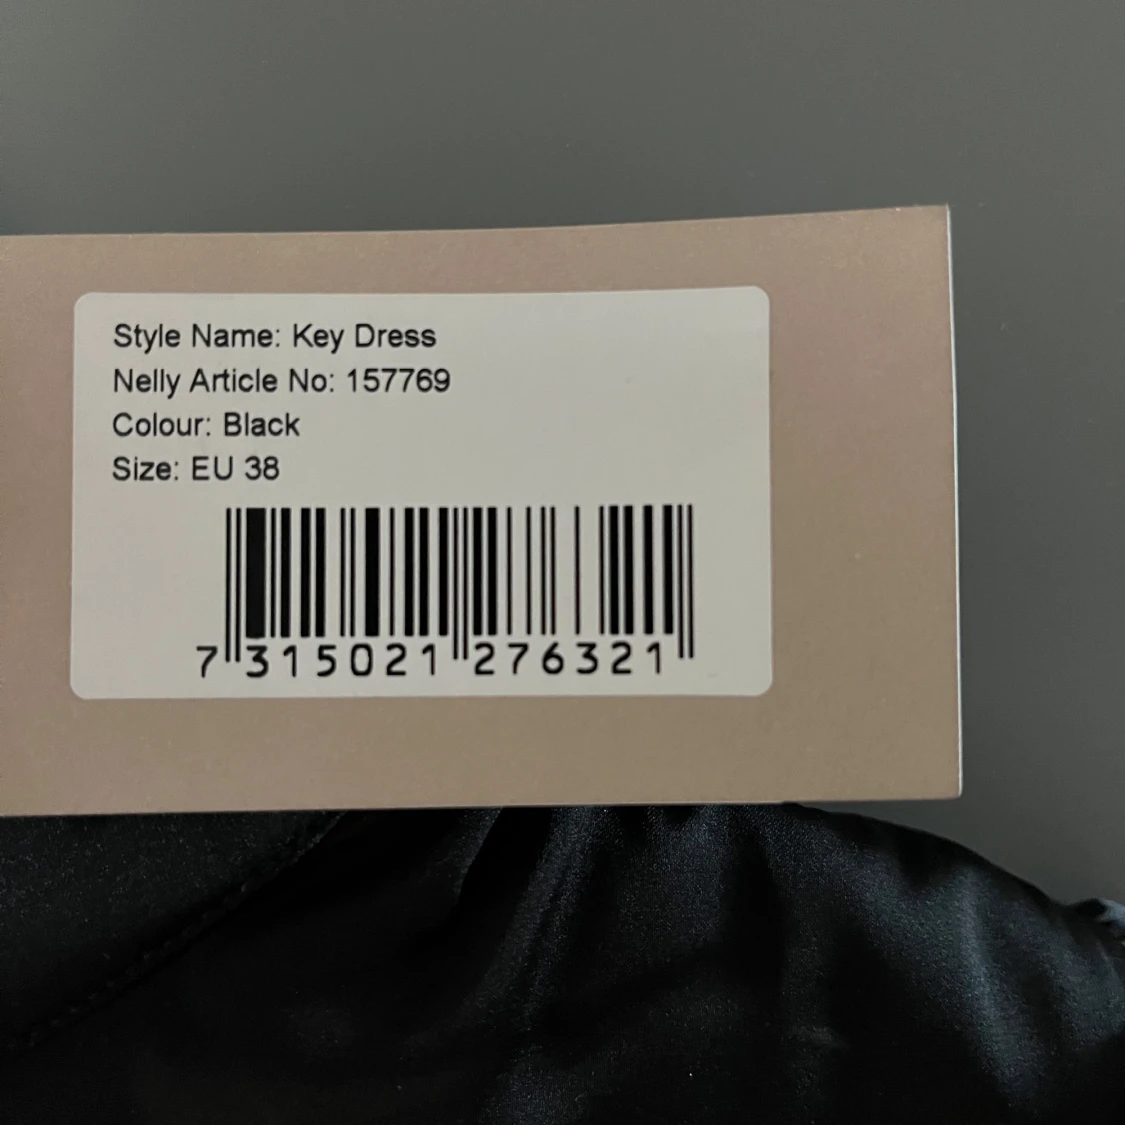 Style Name: Key Dress
Nelly Article No: 157769
Colour: Black
Size: EU 38
7 315021 276321